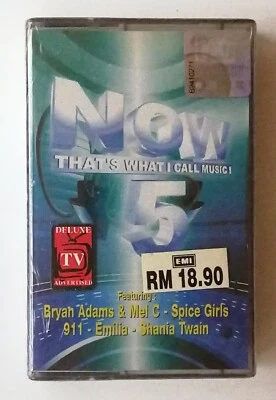 NOW
THAT'S WHAT I CALL MUSIC!
5
DELUXE
TV
ADVERTISED
EMI
RM 18.90
Featuring :
Bryah Adams & Mel C - Spice Girls
911 - Emilia - Shania Twain